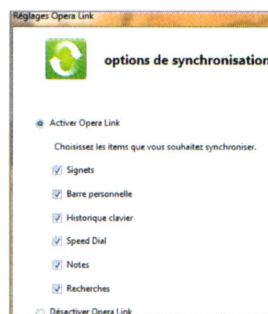 Réglages Opera Link
options de synchronisation
Activer Opera Link
Choisissez les items que vous souhaitez synchroniser.
Signets
Barre personnelle
Historique clavier
Speed Dial
Notes
Recherches
Désactiver Opera Link